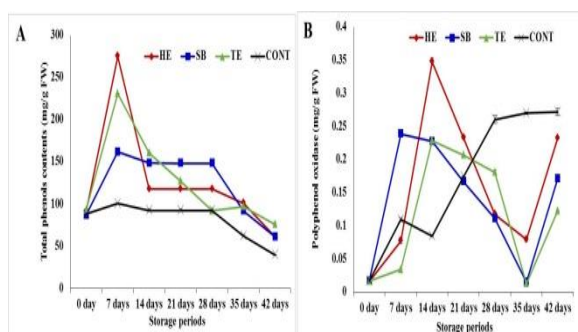 A
HE SB TE CONT
Total phenols contents (mg/g FW)
300
250
200
150
100
50
0
0 day 7 days 14 days 21 days 28 days 35 days 42 days
Storage periods
B
HE SB TE CONT
Polyphenol oxidase (mg/g FW)
0.4
0.35
0.3
0.25
0.2
0.15
0.1
0.05
0
0 day 7 days 14 days 21 days 28 days 35 days 42 days
Storage periods